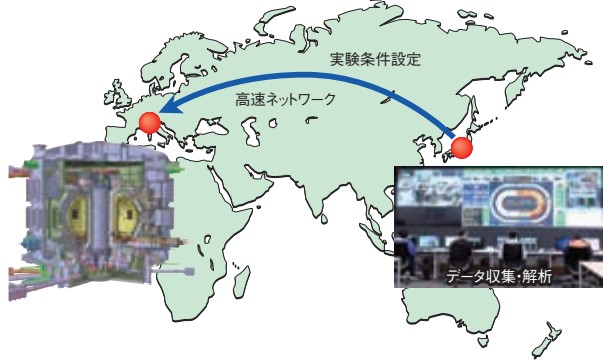 実験条件設定
高速ネットワーク
データ収集・解析